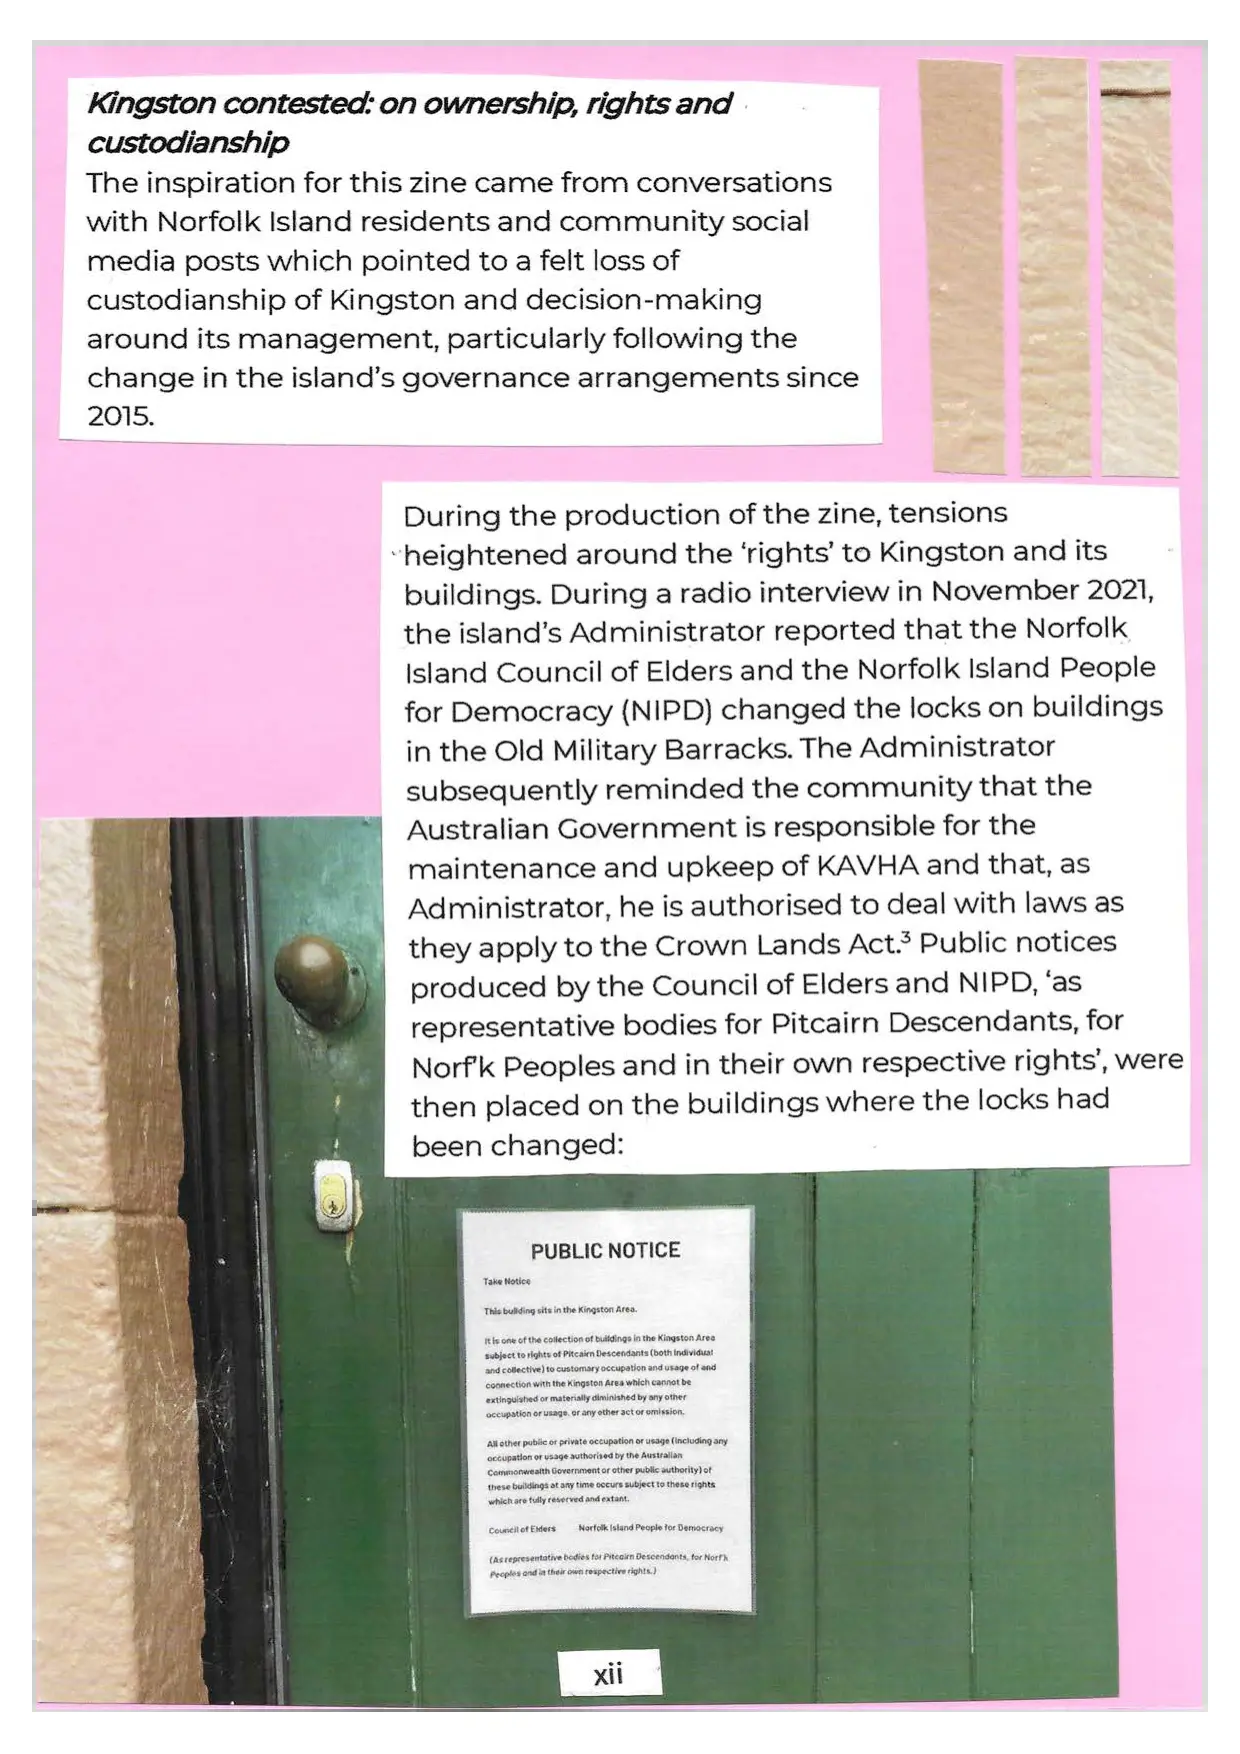 Kingston contested: on ownership, rights and
custodianship
The inspiration for this zine came from conversations
with Norfolk Island residents and community social
media posts which pointed to a felt loss of
custodianship of Kingston and decision-making
around its management, particularly following the
change in the island's governance arrangements since
2015.
During the production of the zine, tensions
heightened around the ‘rights’ to Kingston and its
buildings. During a radio interview in November 2021,
the island's Administrator reported that the Norfolk
Island Council of Elders and the Norfolk Island People
for Democracy (NIPD) changed the locks on buildings
in the Old Military Barracks. The Administrator
subsequently reminded the community that the
Australian Government is responsible for the
maintenance and upkeep of KAVHA and that, as
Administrator, he is authorised to deal with laws as
they apply to the Crown Lands Act.³ Public notices
produced by the Council of Elders and NIPD, ‘as
representative bodies for Pitcairn Descendants, for
Norf'k Peoples and in their own respective rights’, were
then placed on the buildings where the locks had
been changed:
PUBLIC NOTICE
Take Notice
This building sits in the Kingston Area.
It is one of the collection of buildings in the Kingston Area
subject to rights of Pitcairn Descendants (both individual
and collective) to customary occupation and usage of and
connection with the Kingston Area which cannot be
extinguished or materially diminished by any other
occupation or usage, or any other act or omission.
All other public or private occupation or usage (including any
occupation or usage authorised by the Australian
Commonwealth Government or other public authority) of
these buildings at any time occurs subject to these rights
which are fully reserved and extant.
Council of Elders Norfolk Island People for Democracy
(As representative bodies for Pitcairn Descendants, for Norf'k
Peoples and in their own respective rights.)
xii